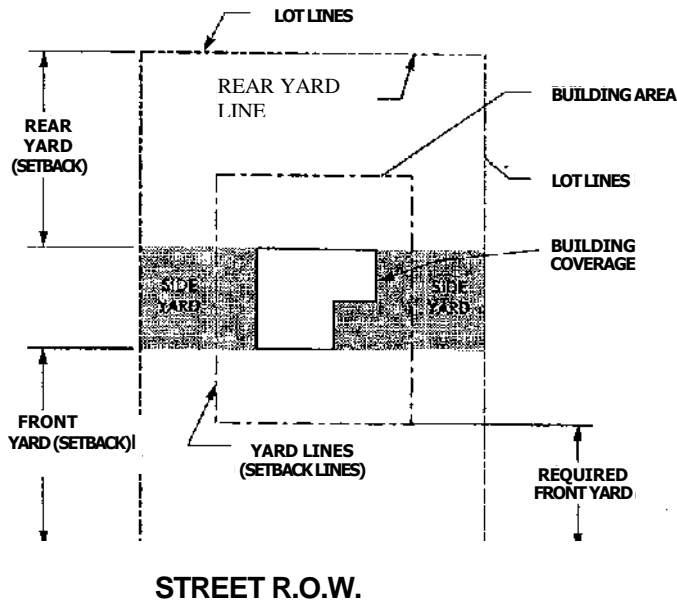 LOT LINES
REAR YARD
LINE
BUILDING AREA
REAR
YARD
(SETBACK)
LOT LINES
BUILDING
COVERAGE
SIDE
YARD
SIDE
YARD
FRONT
YARD (SETBACK)
YARD LINES
(SETBACK LINES)
REQUIRED
FRONT YARD
STREET R.O.W.